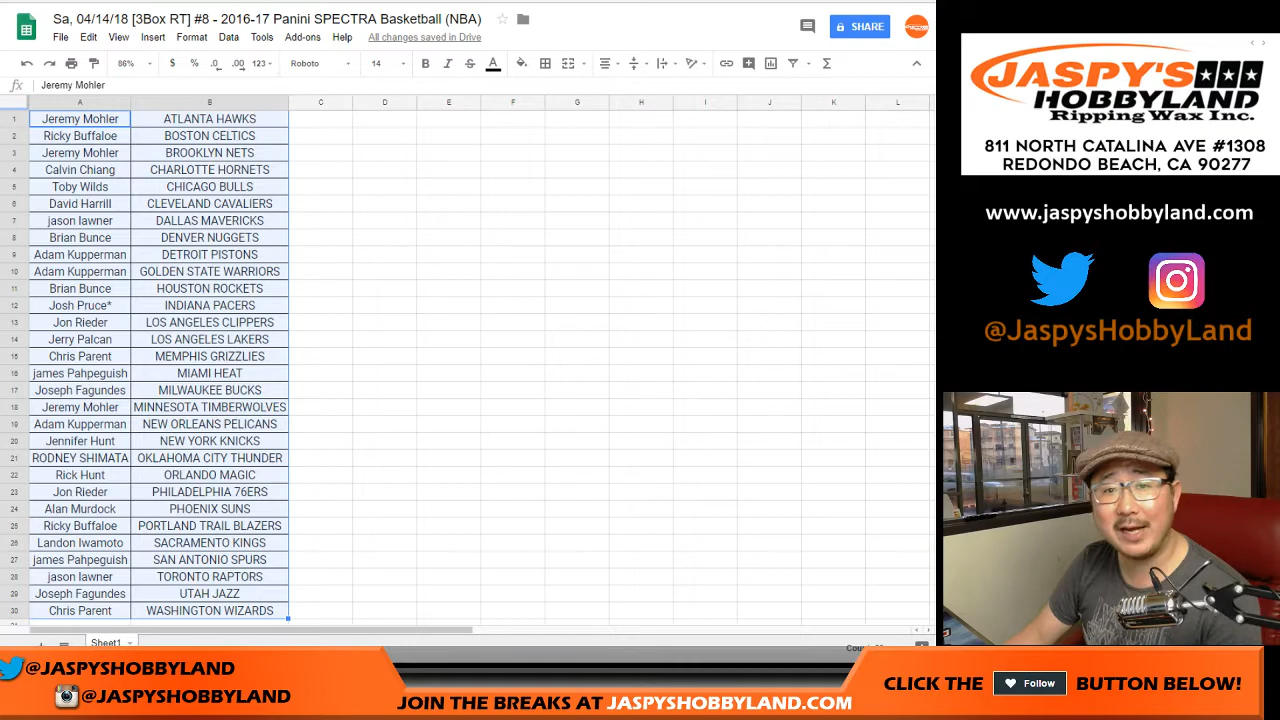 Sa, 04/14/18 [3Box RT] #8 - 2016-17 Panini SPECTRA Basketball (NBA)
File Edit View Insert Format Data Tools Add-ons Help All changes saved in Drive
SHARE
86% $ % .0 .00 123 Roboto 14 B I S A
fx Jeremy Mohler
A B C D E F G H I J K L
1 Jeremy Mohler ATLANTA HAWKS
2 Ricky Buffaloe BOSTON CELTICS
3 Jeremy Mohler BROOKLYN NETS
4 Calvin Chiang CHARLOTTE HORNETS
5 Toby Wilds CHICAGO BULLS
6 David Harrill CLEVELAND CAVALIERS
7 jason lawner DALLAS MAVERICKS
8 Brian Bunce DENVER NUGGETS
9 Adam Kupperman DETROIT PISTONS
10 Adam Kupperman GOLDEN STATE WARRIORS
11 Brian Bunce HOUSTON ROCKETS
12 Josh Pruce* INDIANA PACERS
13 Jon Rieder LOS ANGELES CLIPPERS
14 Jerry Palcan LOS ANGELES LAKERS
15 Chris Parent MEMPHIS GRIZZLIES
16 james Pahpeguish MIAMI HEAT
17 Joseph Fagundes MILWAUKEE BUCKS
18 Jeremy Mohler MINNESOTA TIMBERWOLVES
19 Adam Kupperman NEW ORLEANS PELICANS
20 Jennifer Hunt NEW YORK KNICKS
21 RODNEY SHIMATA OKLAHOMA CITY THUNDER
22 Rick Hunt ORLANDO MAGIC
23 Jon Rieder PHILADELPHIA 76ERS
24 Alan Murdock PHOENIX SUNS
25 Ricky Buffaloe PORTLAND TRAIL BLAZERS
26 Landon Iwamoto SACRAMENTO KINGS
27 james Pahpeguish SAN ANTONIO SPURS
28 jason lawner TORONTO RAPTORS
29 Joseph Fagundes UTAH JAZZ
30 Chris Parent WASHINGTON WIZARDS
Sheet1
JASPY'S
HOBBYLAND
Ripping Wax Inc.
811 NORTH CATALINA AVE #1308
REDONDO BEACH, CA 90277
www.jaspyshobbyland.com
@JaspysHobbyLand
@JASPYSHOBBYLAND
@JASPYSHOBBYLAND
JOIN THE BREAKS AT JASPYSHOBBYLAND.COM
CLICK THE Follow BUTTON BELOW!